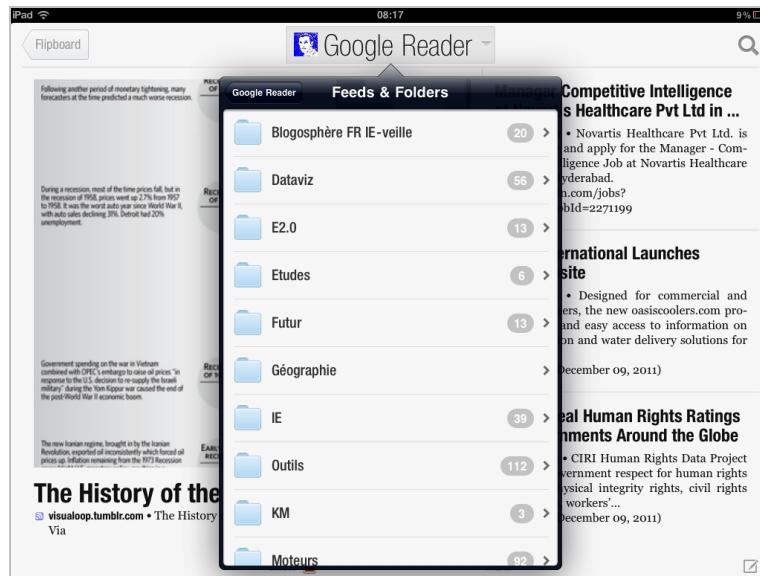 iPad 08:17 9%
Flipboard
Google Reader
Following another period of monetary tightening, many
forecasters at the time predicted a much worse recession.
During a recession, most of the time prices fall, but in
the recession of 1958, prices went up 2.7% from 1957
to 1958. It was the worst auto year since World War II,
with auto sales declining 31%. Detroit had 20%
unemployment.
Government spending on the war in Vietnam
combined with OPEC's embargo to raise oil prices "in
response to the U.S. decision to re-supply the Israeli
military" during the Yom Kippur war caused the end of
the post-World War II economic boom.
The new Iranian regime, brought in by the Iranian
Revolution, exported oil inconsistently which forced oil
prices up. Inflation remaining from the 1973 Recession
The History of the
visualoop.tumblr.com • The History
Via
Google Reader
Feeds & Folders
Blogosphère FR IE-veille 20
Dataviz 56
E2.0 13
Etudes 6
Futur 13
Géographie
IE 39
Outils 112
KM 3
Moteurs 92
Manager Competitive Intelligence
s Healthcare Pvt Ltd in ...
• Novartis Healthcare Pvt Ltd. is
and apply for the Manager - Com-
lligence Job at Novartis Healthcare
yderabad.
n.com/jobs?
obId=2271199
ernational Launches
site
• Designed for commercial and
ers, the new oasiscoolers.com pro-
and easy access to information on
on and water delivery solutions for
December 09, 2011)
eal Human Rights Ratings
nments Around the Globe
• CIRI Human Rights Data Project
vernment respect for human rights
ysical integrity rights, civil rights
workers'...
December 09, 2011)